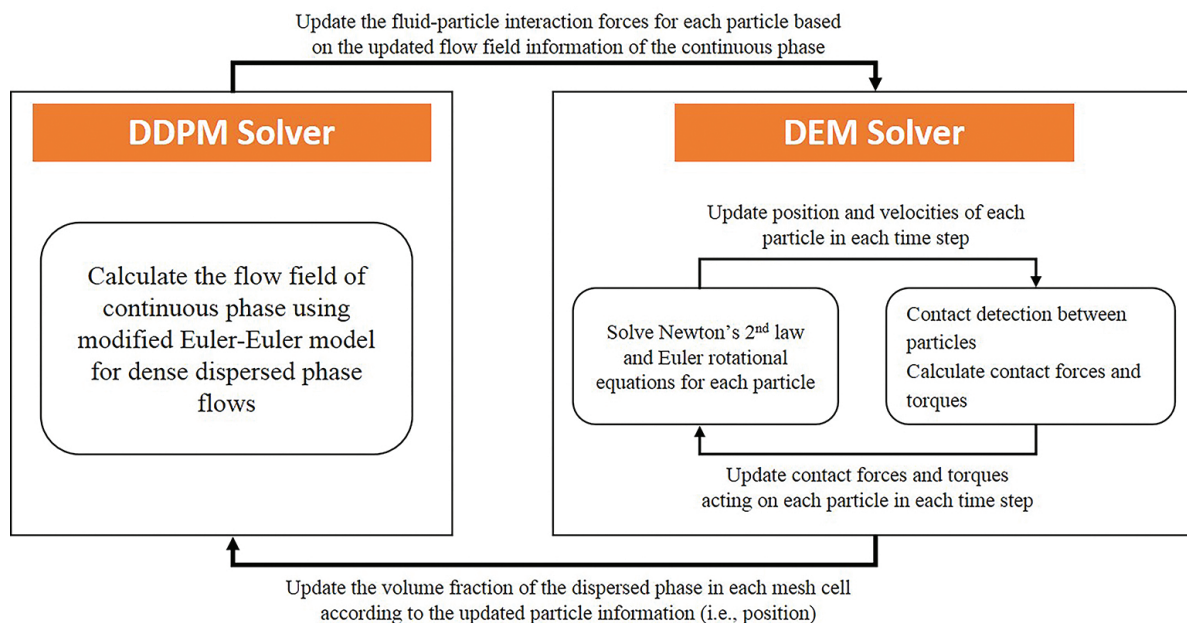 Update the fluid-particle interaction forces for each particle based
on the updated flow field information of the continuous phase
DDPM Solver
Calculate the flow field of
continuous phase using
modified Euler-Euler model
for dense dispersed phase
flows
DEM Solver
Update position and velocities of each
particle in each time step
Solve Newton's 2nd law
and Euler rotational
equations for each particle
Contact detection between
particles
Calculate contact forces and
torques
Update contact forces and torques
acting on each particle in each time step
Update the volume fraction of the dispersed phase in each mesh cell
according to the updated particle information (i.e., position)